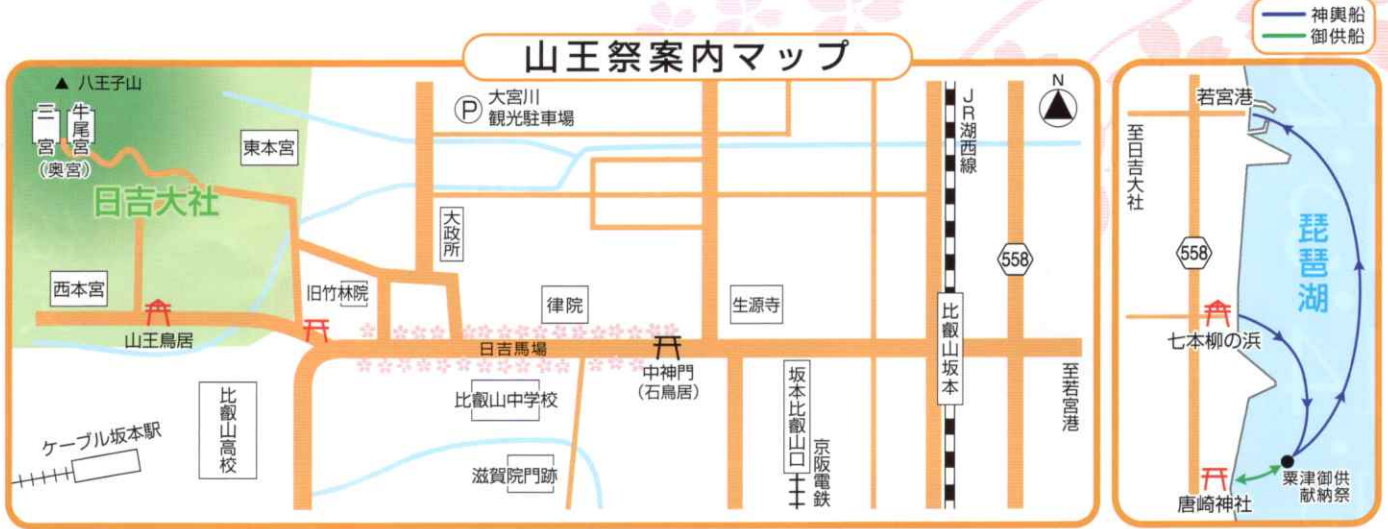 神輿船
御供船
山王祭案内マップ
八王子山
三宮
牛尾宮
(奥宮)
日吉大社
東本宮
西本宮
山王鳥居
P
大宮川
観光駐車場
大政所
旧竹林院
律院
生源寺
日吉馬場
中神門
(石鳥居)
比叡山高校
比叡山中学校
滋賀院門跡
ケーブル坂本駅
坂本比叡山口
京阪電鉄
JR湖西線
比叡山坂本
558
N
至若宮港
若宮港
至日吉大社
558
琵琶湖
七本柳の浜
唐崎神社
粟津御供
献納祭